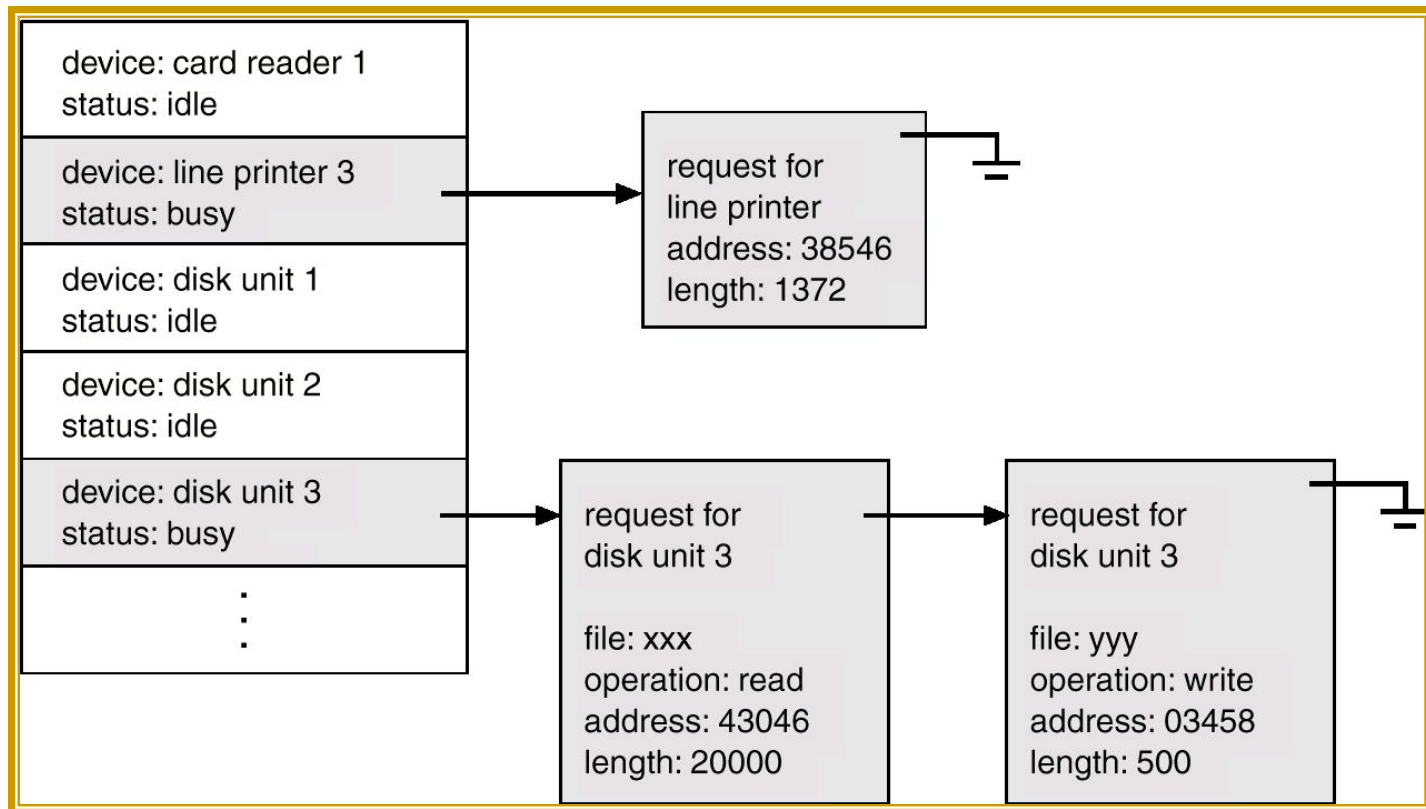 device: card reader 1
status: idle
device: line printer 3
status: busy
device: disk unit 1
status: idle
device: disk unit 2
status: idle
device: disk unit 3
status: busy
request for
line printer
address: 38546
length: 1372
request for
disk unit 3
file: xxx
operation: read
address: 43046
length: 20000
request for
disk unit 3
file: yyy
operation: write
address: 03458
length: 500